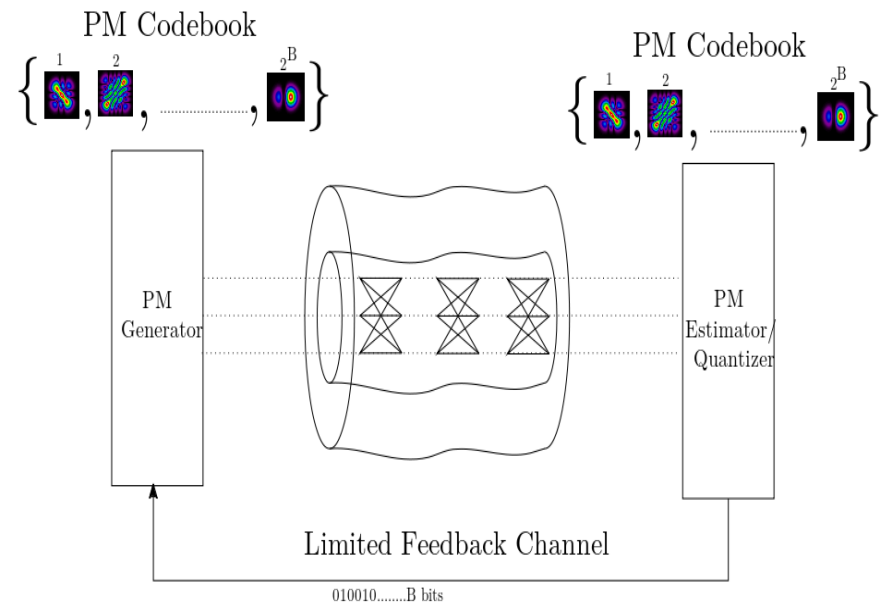 PM Codebook
{ 1 , 2 , .................... , 2^B }
PM Codebook
{ 1 , 2 , .................... , 2^B }
PM
Generator
PM
Estimator/
Quantizer
Limited Feedback Channel
010010........B bits